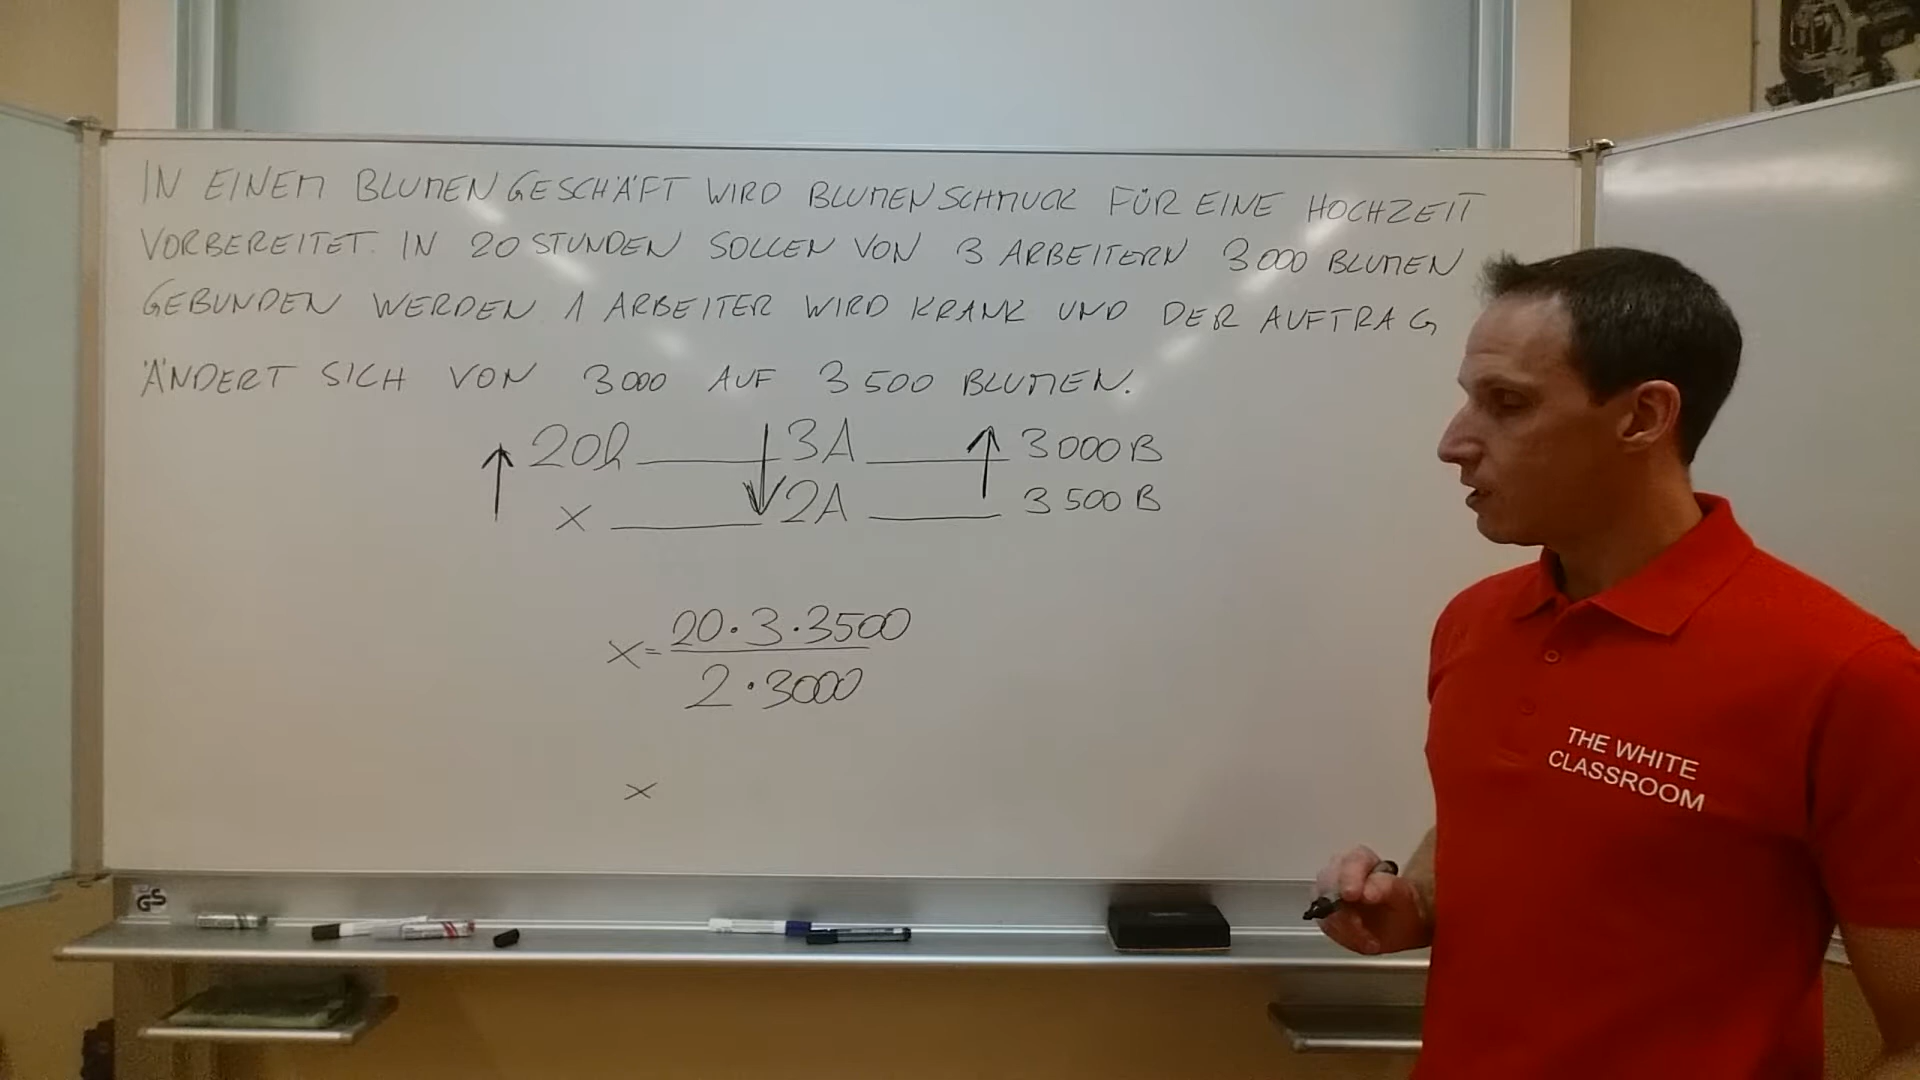 IN EINEM BLUMENGESCHÄFT WIRD BLUMENSCHMUCK FÜR EINE HOCHZEIT
VORBEREITET. IN 20 STUNDEN SOLLEN VON 3 ARBEITERN 3000 BLUMEN
GEBUNDEN WERDEN. 1 ARBEITER WIRD KRANK UND DER AUFTRAG
ÄNDERT SICH VON 3000 AUF 3500 BLUMEN.
↑ 20h — ↓ 3A — ↑ 3000 B
x — 2A — 3500 B
x = 20 · 3 · 3500
2 · 3000
x
THE WHITE
CLASSROOM
GS